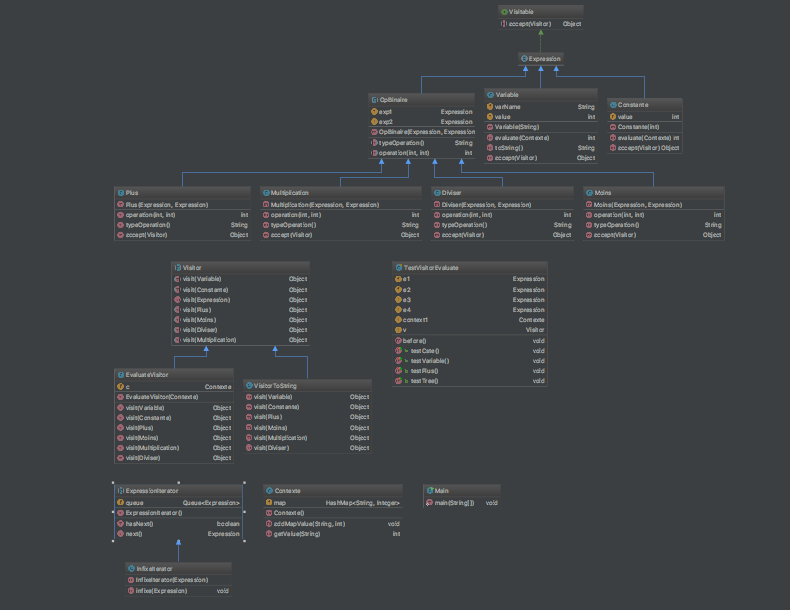 Visitable
accept(Visitor) Object
Expression
OpBinaire
exp1 Expression
exp2 Expression
OpBinaire(Expression, Expression
typeOperation() String
operation(int, int) int
Variable
varName String
value int
Variable(String)
evaluate(Contexte) int
toString() String
accept(Visitor) Object
Constante
value int
Constante(int)
evaluate(Contexte) int
accept(Visitor) Object
Plus
Plus(Expression, Expression)
operation(int, int) int
typeOperation() String
accept(Visitor) Object
Multiplication
Multiplication(Expression, Expression)
operation(int, int) int
typeOperation() String
accept(Visitor) Object
Diviser
Diviser(Expression, Expression)
operation(int, int) int
typeOperation() String
accept(Visitor) Object
Moins
Moins(Expression, Expression)
operation(int, int) int
typeOperation() String
accept(Visitor) Object
Visitor
visit(Variable) Object
visit(Constante) Object
visit(Expression) Object
visit(Plus) Object
visit(Moins) Object
visit(Diviser) Object
visit(Multiplication) Object
TestVisitorEvaluate
e1 Expression
e2 Expression
e3 Expression
e4 Expression
context1 Contexte
v Visitor
before() void
testCste() void
testVariable() void
testPlus() void
testTree() void
EvaluateVisitor
c Contexte
EvaluateVisitor(Contexte)
visit(Variable) Object
visit(Constante) Object
visit(Plus) Object
visit(Moins) Object
visit(Multiplication) Object
visit(Diviser) Object
VisitorToString
visit(Variable) Object
visit(Constante) Object
visit(Plus) Object
visit(Moins) Object
visit(Multiplication) Object
visit(Diviser) Object
ExpressionIterator
queue Queue<Expression>
ExpressionIterator()
hasNext() boolean
next() Expression
Contexte
map HashMap<String, Integer>
Contexte()
addMapValue(String, int) void
getValue(String) int
Main
main(String[]) void
InfixeIterator
InfixeIterator(Expression)
infixe(Expression) void